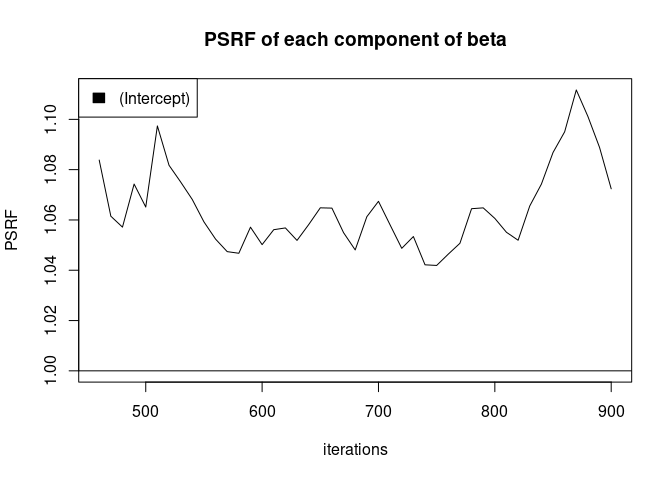 PSRF of each component of beta
(Intercept)
PSRF
1.10
1.08
1.06
1.04
1.02
1.00
500 600 700 800 900
iterations